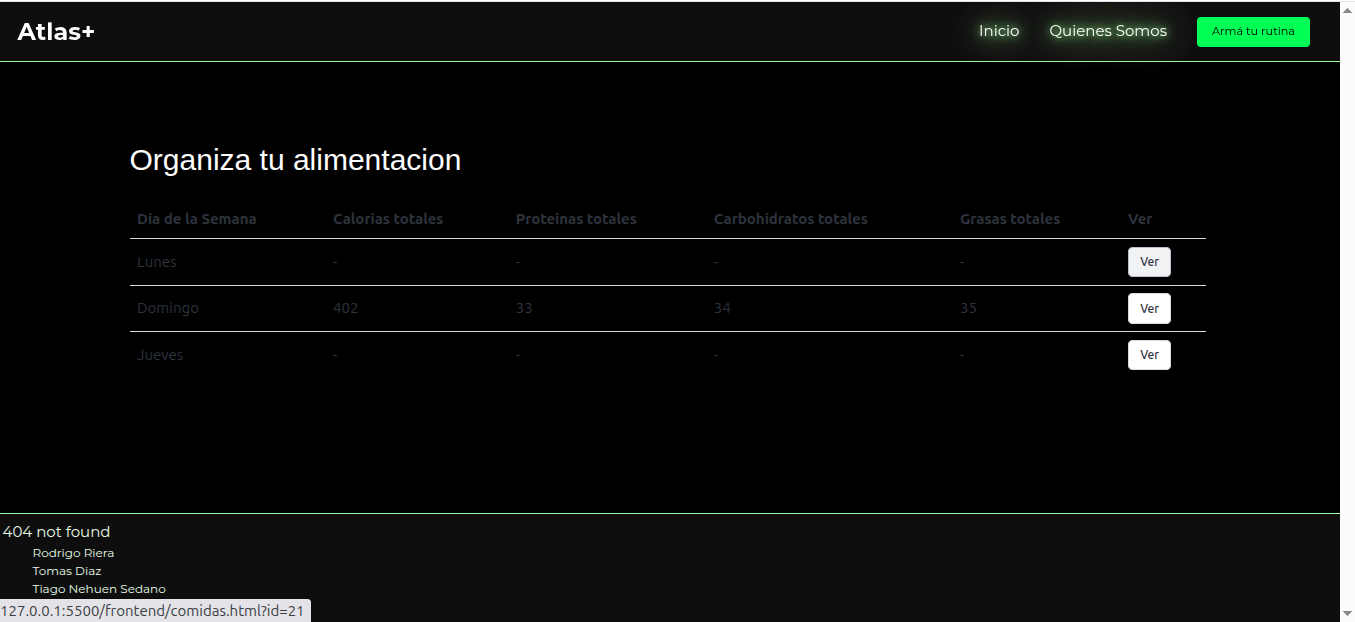 Atlas+ Inicio Quienes Somos Armá tu rutina
Organiza tu alimentacion
Dia de la Semana Calorias totales Proteinas totales Carbohidratos totales Grasas totales Ver
Lunes - - - - Ver
Domingo 402 33 34 35 Ver
Jueves - - - - Ver
404 not found
Rodrigo Riera
Tomas Diaz
Tiago Nehuen Sedano
127.0.0.1:5500/frontend/comidas.html?id=21